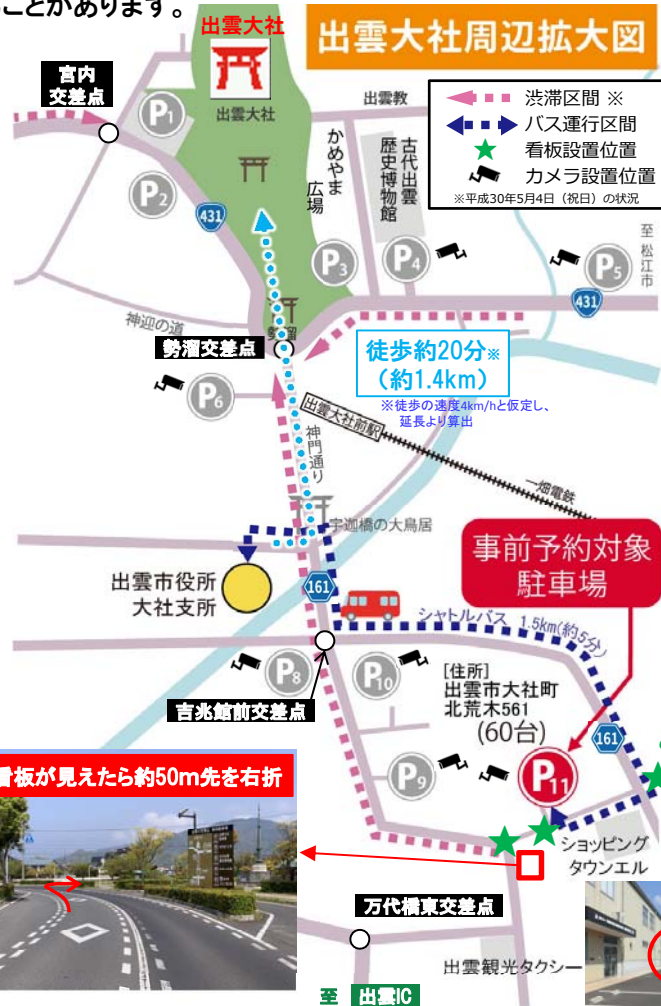 ことがあります。
出雲大社周辺拡大図
出雲大社
出雲大社
宮内
交差点
P1
P2
431
出雲教
かめやま
広場
古代出雲
歴史博物館
渋滞区間 ※
バス運行区間
看板設置位置
カメラ設置位置
※平成30年5月4日（祝日）の状況
至 松江市
P3
P4
P5
431
神迎の道
勢溜
勢溜交差点
徒歩約20分※
（約1.4km）
※徒歩の速度4km/hと仮定し、
延長より算出
P6
出雲大社前駅
神門通り
一畑電鉄
宇迦橋の大鳥居
事前予約対象
駐車場
出雲市役所
大社支所
161
シャトルバス 1.5km(約5分)
P8
P10
吉兆館前交差点
[住所]
出雲市大社町
北荒木561
(60台)
161
P9
P11
看板が見えたら約50m先を右折
ショッピング
タウンエル
万代橋東交差点
出雲観光タクシー
至 出雲IC